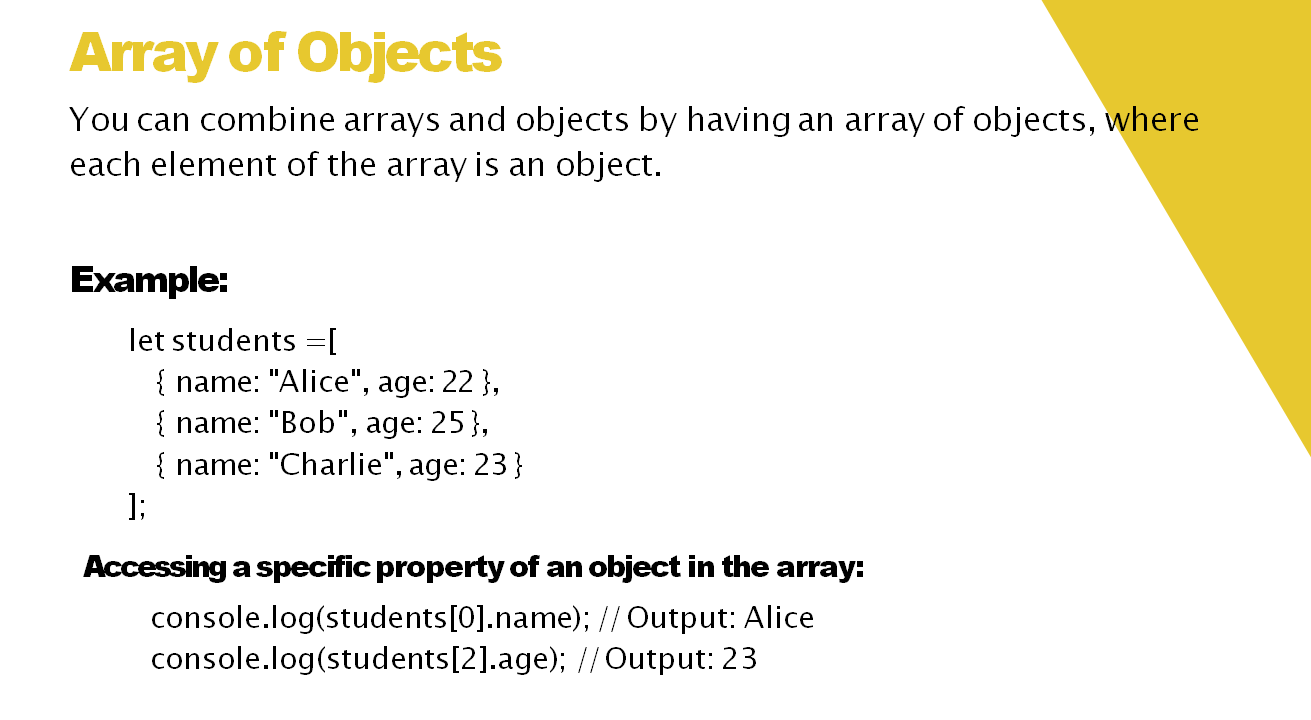 Array of Objects
You can combine arrays and objects by having an array of objects, where
each element of the array is an object.
Example:
let students =[
{ name: "Alice", age: 22 },
{ name: "Bob", age: 25 },
{ name: "Charlie", age: 23 }
];
Accessing a specific property of an object in the array:
console.log(students[0].name); // Output: Alice
console.log(students[2].age); // Output: 23